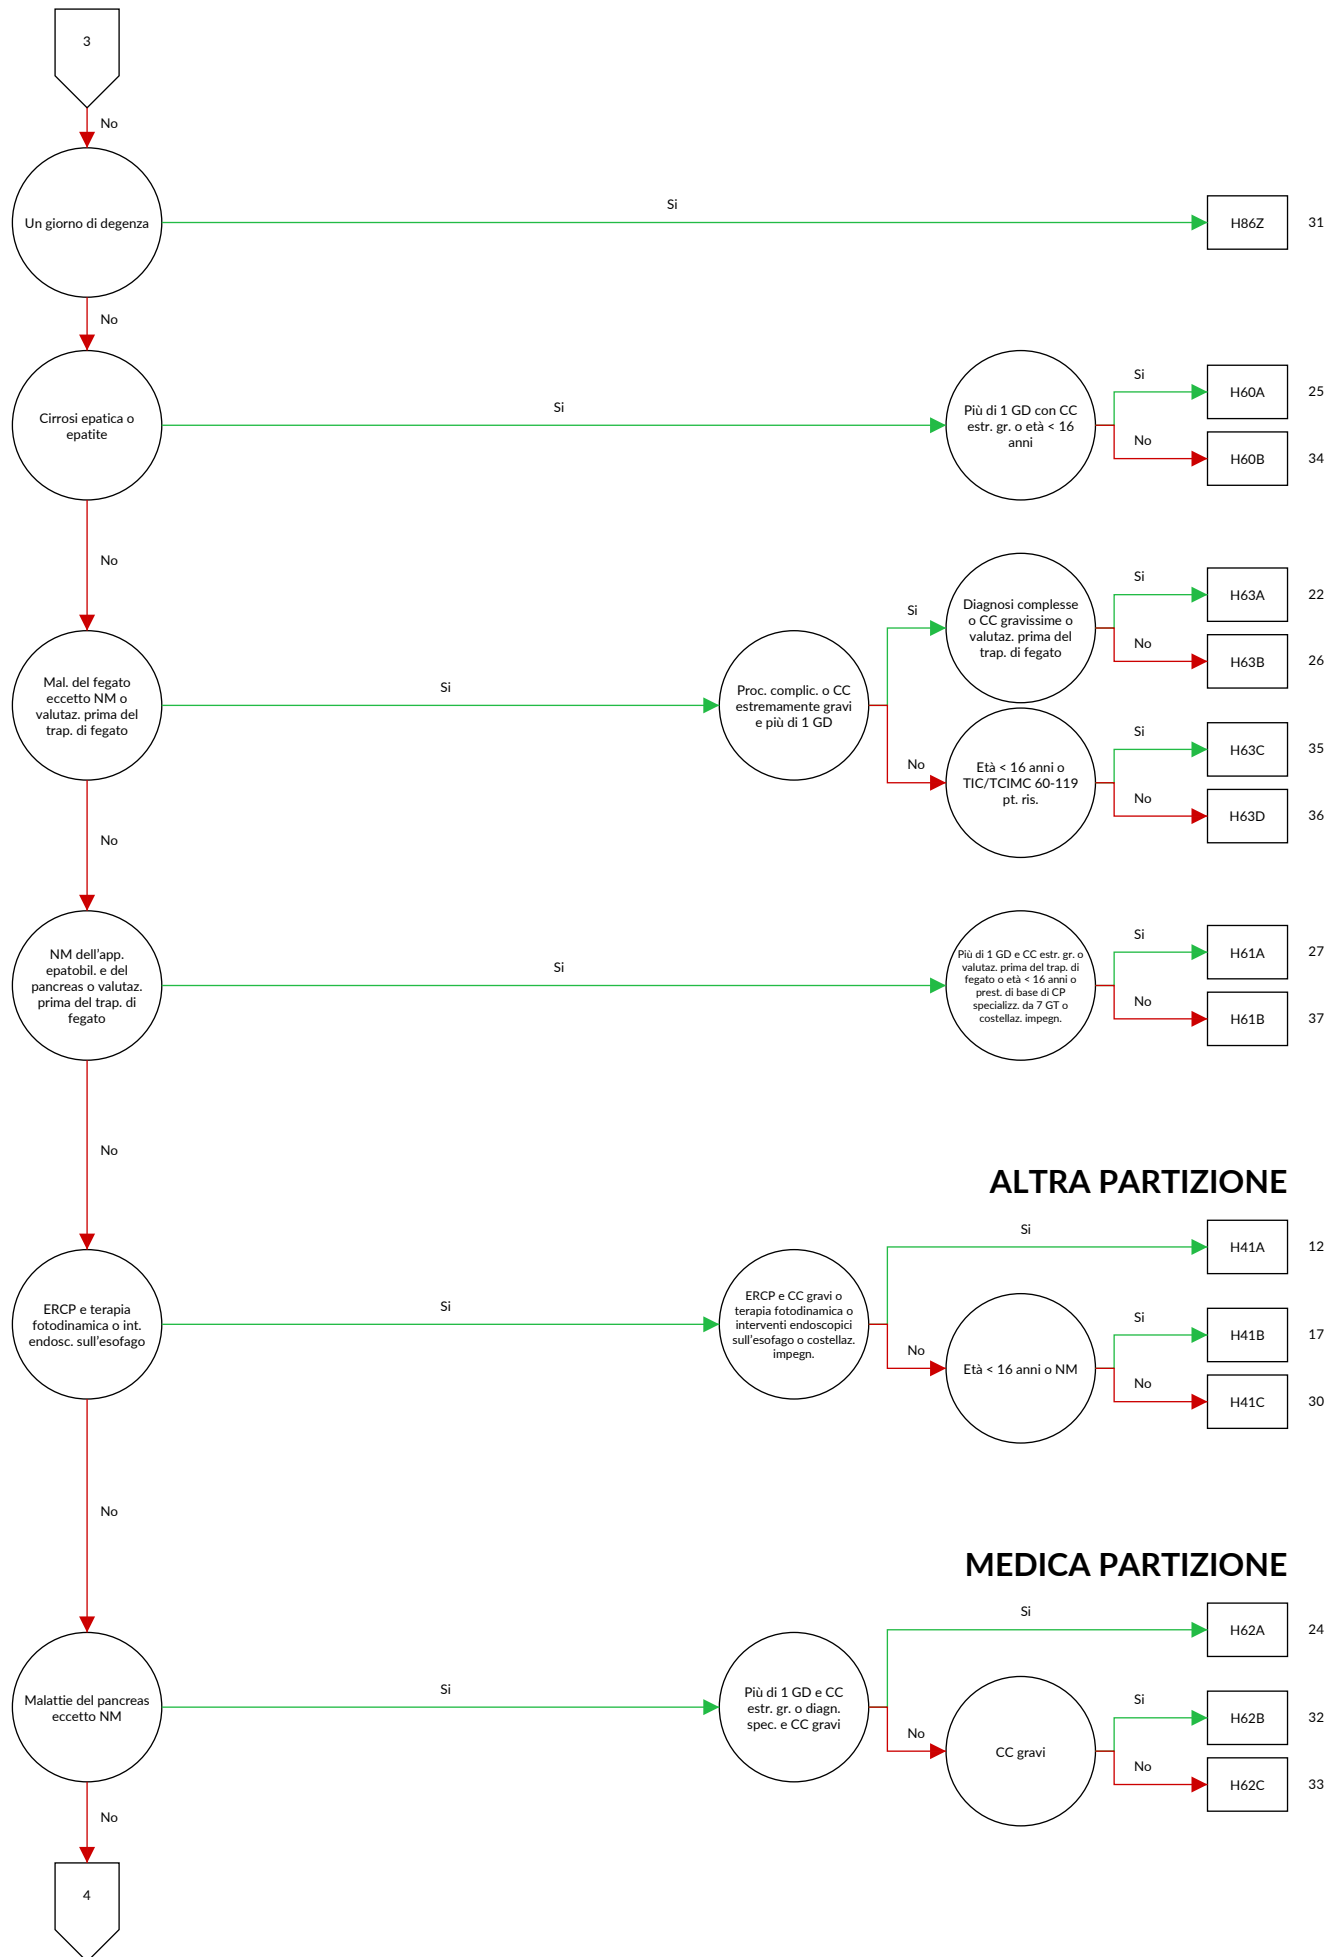 3
No
Un giorno di degenza
Si
H86Z
31
No
Cirrosi epatica o
epatite
Si
Più di 1 GD con CC
estr. gr. o età < 16
anni
Si
H60A
25
No
H60B
34
No
Mal. del fegato
eccetto NM o
valutaz. prima del
trap. di fegato
Si
Proc. complic. o CC
estremamente gravi
e più di 1 GD
Si
Diagnosi complesse
o CC gravissime o
valutaz. prima del
trap. di fegato
Si
H63A
22
No
H63B
26
No
Età < 16 anni o
TIC/TCIMC 60-119
pt. ris.
Si
H63C
35
No
H63D
36
No
NM dell'app.
epatobil. e del
pancreas o valutaz.
prima del trap. di
fegato
Si
Più di 1 GD e CC estr. gr. o
valutaz. prima del trap. di
fegato o età < 16 anni o
prest. di base di CP
specializz. da 7 GT o
costellaz. impegn.
Si
H61A
27
No
H61B
37
No
ALTRA PARTIZIONE
ERCP e terapia
fotodinamica o int.
endosc. sull'esofago
Si
ERCP e CC gravi o
terapia fotodinamica o
interventi endoscopici
sull'esofago o costellaz.
impegn.
Si
H41A
12
No
Età < 16 anni o NM
Si
H41B
17
No
H41C
30
No
MEDICA PARTIZIONE
Malattie del pancreas
eccetto NM
Si
Più di 1 GD e CC
estr. gr. o diagn.
spec. e CC gravi
Si
H62A
24
No
CC gravi
Si
H62B
32
No
H62C
33
No
4